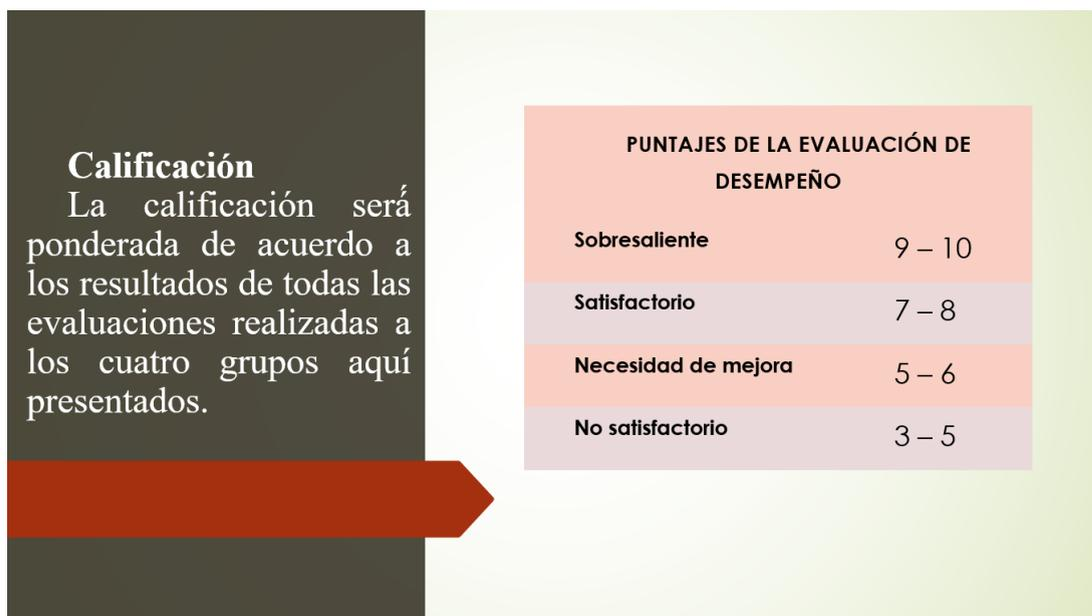 Calificación
La calificación será
ponderada de acuerdo a
los resultados de todas las
evaluaciones realizadas a
los cuatro grupos aquí
presentados.
PUNTAJES DE LA EVALUACIÓN DE
DESEMPEÑO
Sobresaliente 9 – 10
Satisfactorio 7 – 8
Necesidad de mejora 5 – 6
No satisfactorio 3 – 5